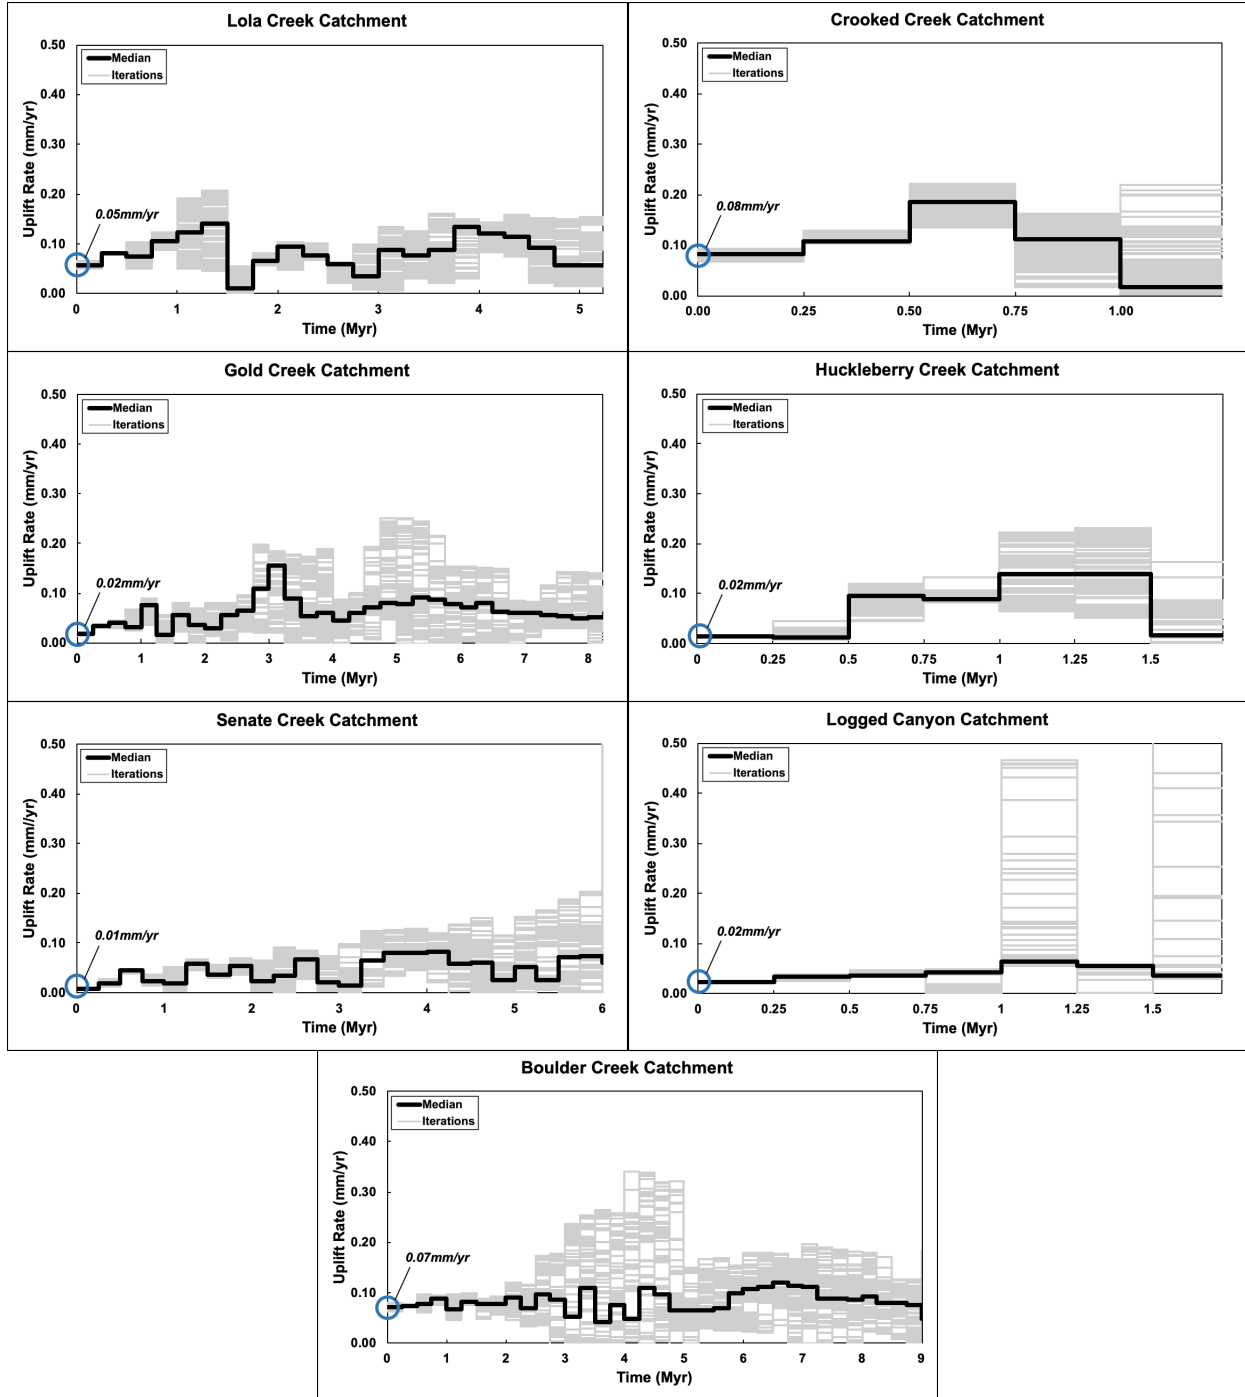 Lola Creek Catchment
0.50
0.40
0.30
0.20
0.10
0.00
Uplift Rate (mm/yr)
Median
Iterations
0.05mm/yr
0 1 2 3 4 5
Time (Myr)
Crooked Creek Catchment
0.50
0.40
0.30
0.20
0.10
0.00
Uplift Rate (mm/yr)
Median
Iterations
0.08mm/yr
0.00 0.25 0.50 0.75 1.00
Time (Myr)
Gold Creek Catchment
0.50
0.40
0.30
0.20
0.10
0.00
Uplift Rate (mm/yr)
Median
Iterations
0.02mm/yr
0 1 2 3 4 5 6 7 8
Time (Myr)
Huckleberry Creek Catchment
0.50
0.40
0.30
0.20
0.10
0.00
Uplift Rate (mm/yr)
Median
Iterations
0.02mm/yr
0 0.25 0.5 0.75 1 1.25 1.5
Time (Myr)
Senate Creek Catchment
0.50
0.40
0.30
0.20
0.10
0.00
Uplift Rate (mm//yr)
Median
Iterations
0.01mm/yr
0 1 2 3 4 5 6
Time (Myr)
Logged Canyon Catchment
0.50
0.40
0.30
0.20
0.10
0.00
Uplift Rate (mm/yr)
Median
Iterations
0.02mm/yr
0 0.25 0.5 0.75 1 1.25 1.5
Time (Myr)
Boulder Creek Catchment
0.50
0.40
0.30
0.20
0.10
0.00
Uplift Rate (mm/yr)
Median
Iterations
0.07mm/yr
0 1 2 3 4 5 6 7 8 9
Time (Myr)